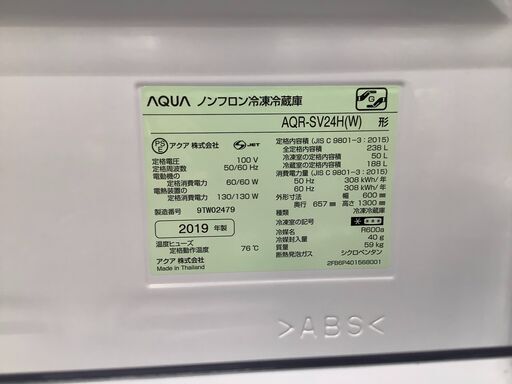 AQUA ノンフロン冷凍冷蔵庫
AQR-SV24H(W) 形
PSE アクア 株式会社 S-JET
定格電圧 100 V
定格周波数 50/60 Hz
電動機の
定格消費電力 60/60 W
電熱装置の
定格消費電力 130/130 W
製造番号 9TW02479
2019 年製
温度ヒューズ
定格動作温度 76℃
アクア 株式会社
Made in Thailand
定格内容積 (JIS C 9801-3 : 2015)
全定格内容積 238 L
冷凍室の定格内容積 50 L
冷蔵室の定格内容積 188 L
消費電力量 (JIS C 9801-3 : 2015)
50 Hz 308 kWh/年
60 Hz 308 kWh/年
外形寸法 幅 600 ㎜
奥行 657 ㎜ 高さ 1300 ㎜
種類 冷凍冷蔵庫
冷凍室の記号 ****
冷媒名 R600a
冷媒封入量 40 g
質量 59 kg
断熱発泡ガス シクロペンタン
2FB6P401568001
>ABS<